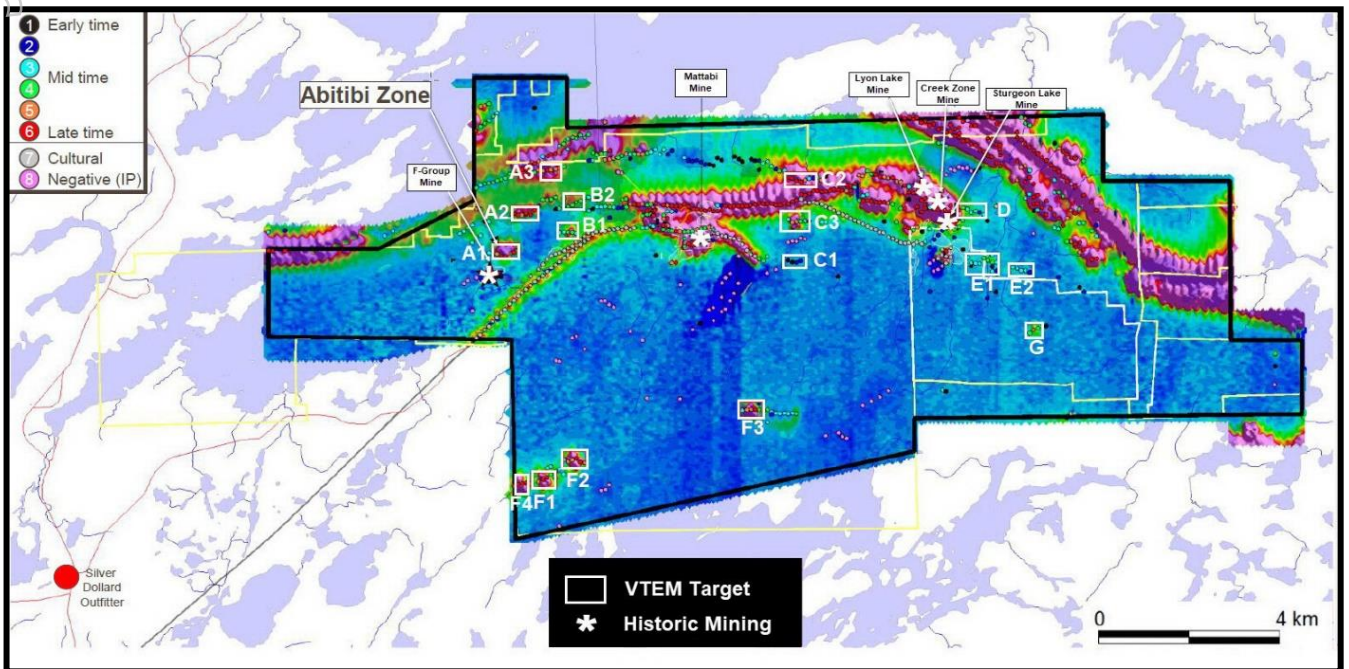 1 Early time
2
3
Mid time
4
5
6 Late time
7 Cultural
8 Negative (IP)
Abitibi Zone
F-Group
Mine
Mattabi
Mine
Lyon Lake
Mine
Creek Zone
Mine
Sturgeon Lake
Mine
A3
A2
A1
B2
B1
C2
C3
C1
D
E1
E2
G
F3
F2
F4
F1
Silver
Dollard
Outfitter
VTEM Target
Historic Mining
0 4 km